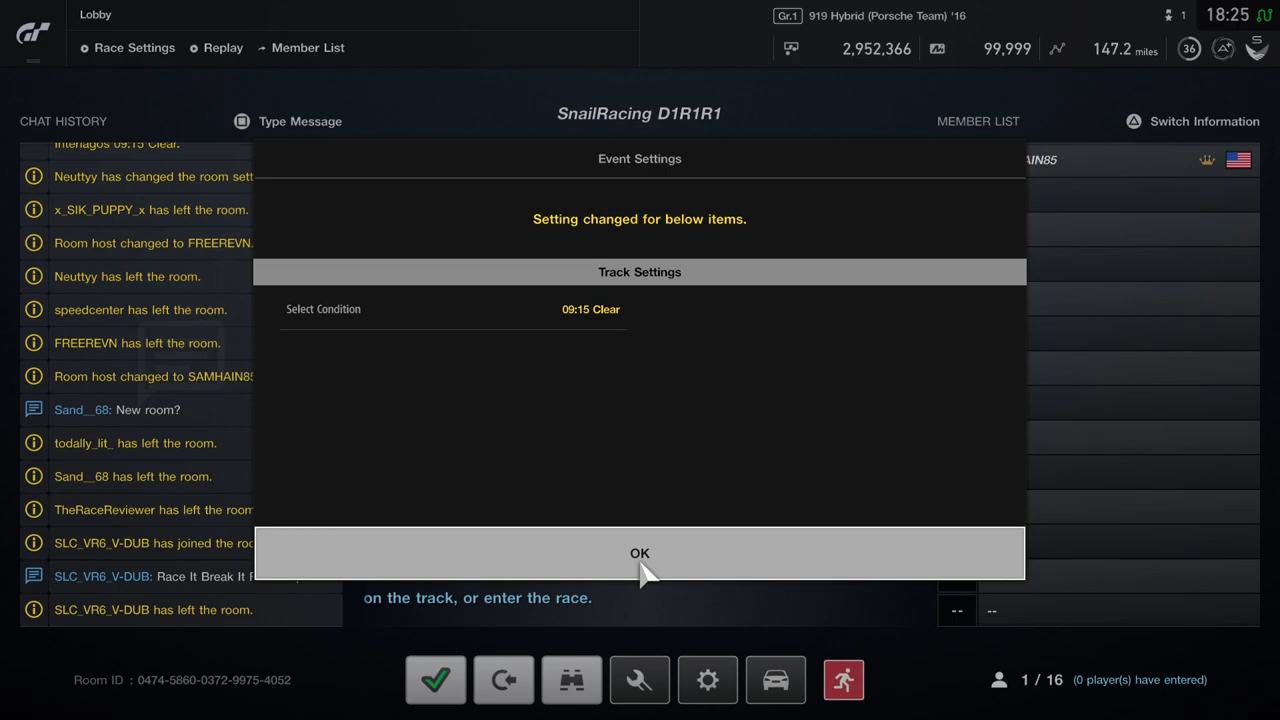 Lobby
Gr.1 919 Hybrid (Porsche Team) '16
1
18:25
Race Settings
Replay
Member List
2,952,366
99,999
147.2 miles
36
A+
S
SnailRacing D1R1R1
CHAT HISTORY
Type Message
MEMBER LIST
Switch Information
Interlagos 09:15 Clear.
Neuttyy has changed the room sett
x_SIK_PUPPY_x has left the room.
Room host changed to FREEREVN.
Neuttyy has left the room.
speedcenter has left the room.
FREEREVN has left the room.
Room host changed to SAMHAIN85
Sand__68: New room?
todally_lit_ has left the room.
Sand__68 has left the room.
TheRaceReviewer has left the room
SLC_VR6_V-DUB has joined the roo
SLC_VR6_V-DUB: Race It Break It F
SLC_VR6_V-DUB has left the room.
Event Settings
Setting changed for below items.
Track Settings
Select Condition 09:15 Clear
OK
on the track, or enter the race.
AIN85
-- --
Room ID : 0474-5860-0372-9975-4052
1 / 16 (0 player(s) have entered)